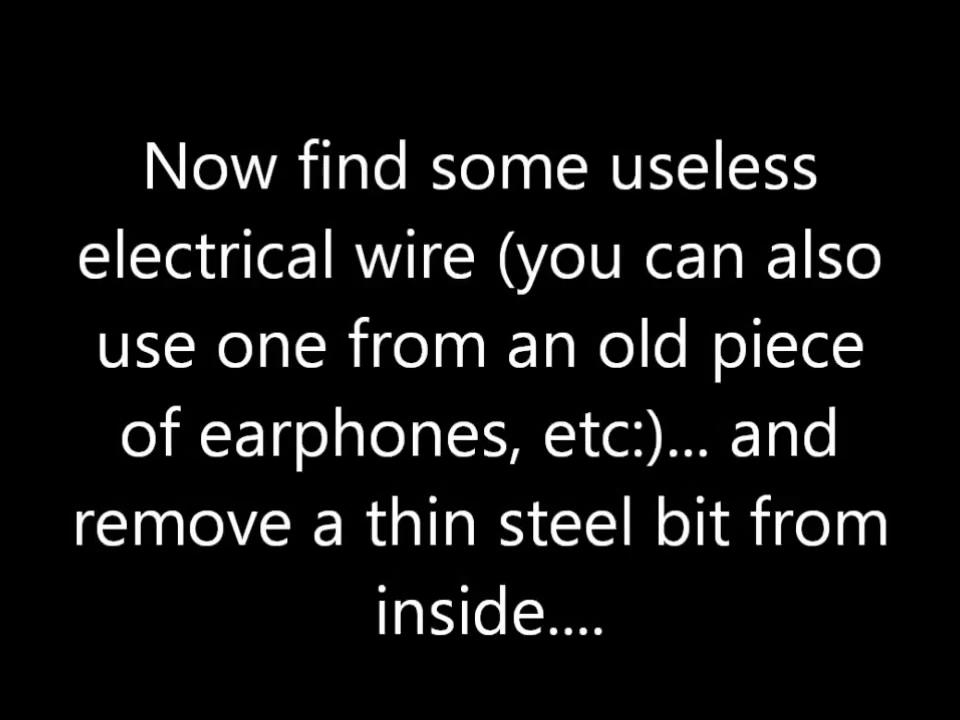 Now find some useless
electrical wire (you can also
use one from an old piece
of earphones, etc:)... and
remove a thin steel bit from
inside....